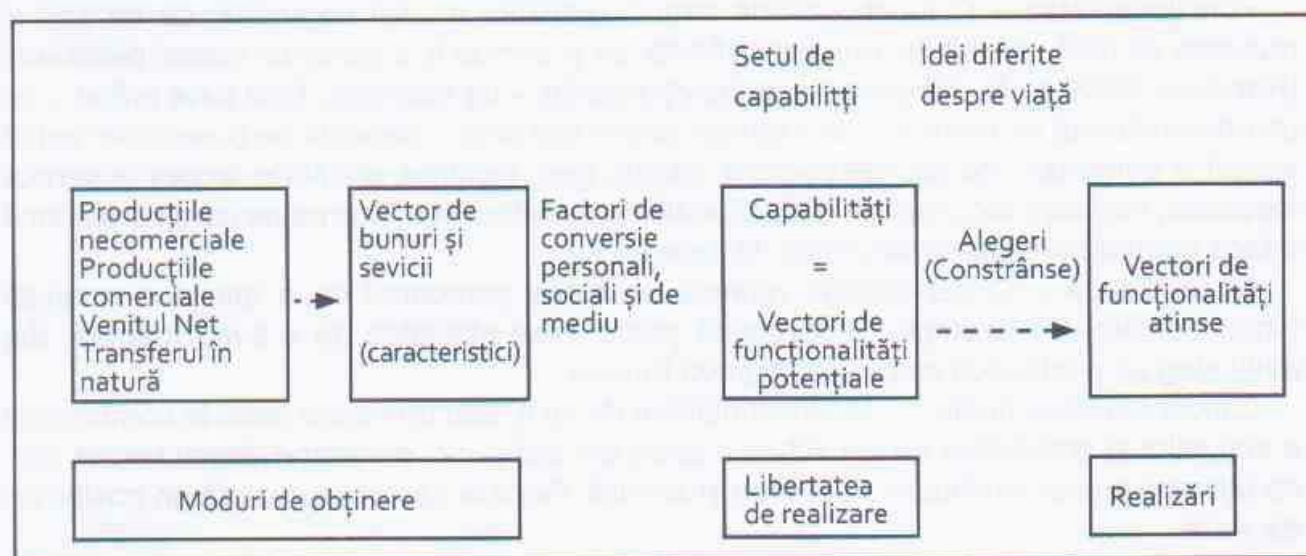 Setul de
capabilitți
Idei diferite
despre viață
Producțiile
necomerciale
Producțiile
comerciale
Venitul Net
Transferul în
natură
Vector de
bunuri și
sevicii
(caracteristici)
Factori de
conversie
personali,
sociali și de
mediu
Capabilități
=
Vectori de
funcționalități
potențiale
Alegeri
(Constrânse)
Vectori de
funcționalități
atinse
Moduri de obținere
Libertatea
de realizare
Realizări